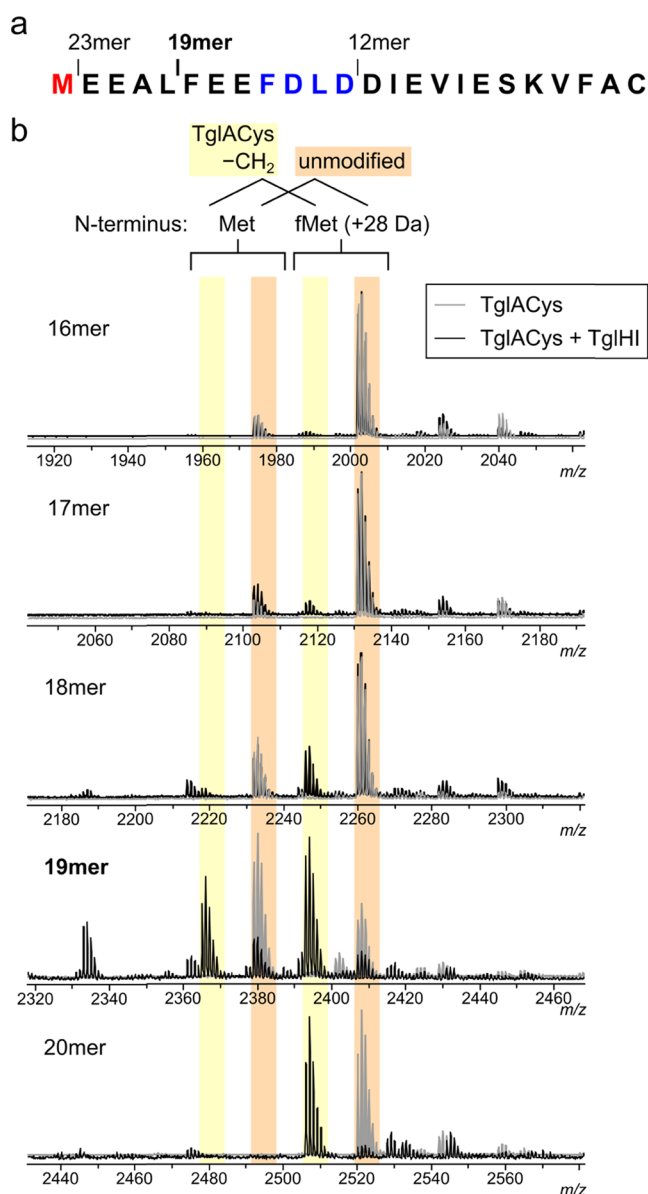 a
23mer 19mer 12mer
MEEALFEEFDLDDIEVIESKVFAC
b
TglACys
−CH2 unmodified
N-terminus: Met fMet (+28 Da)
TglACys
TglACys + TglHI
16mer
1920 1940 1960 1980 2000 2020 2040
m/z
17mer
2060 2080 2100 2120 2140 2160 2180
m/z
18mer
2180 2200 2220 2240 2260 2280 2300
m/z
19mer
2320 2340 2360 2380 2400 2420 2440 2460
m/z
20mer
2440 2460 2480 2500 2520 2540 2560
m/z